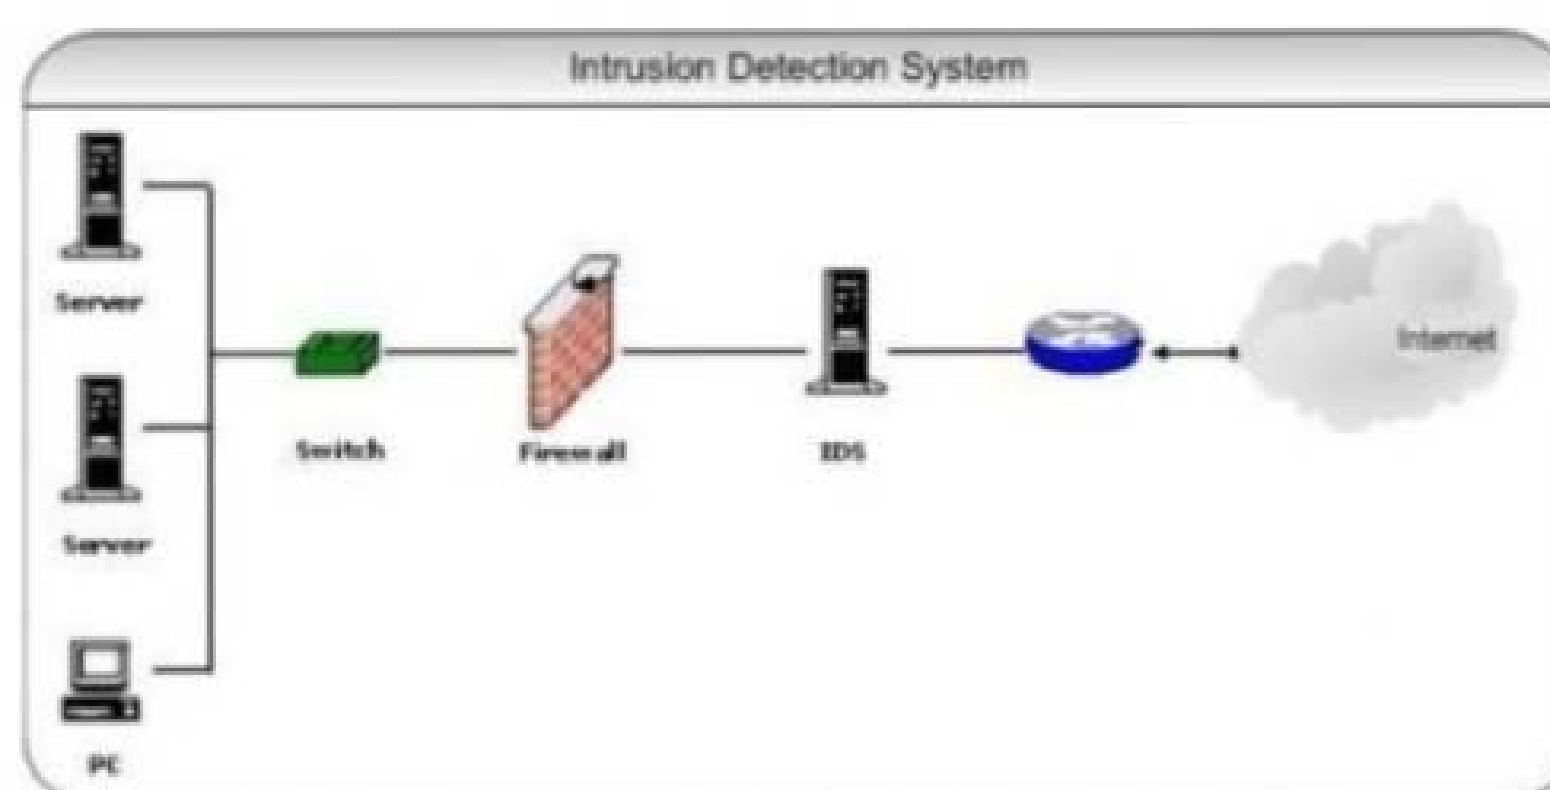 Intrusion Detection System
Server
Server
PC
Switch
Firewall
IDS
Internet